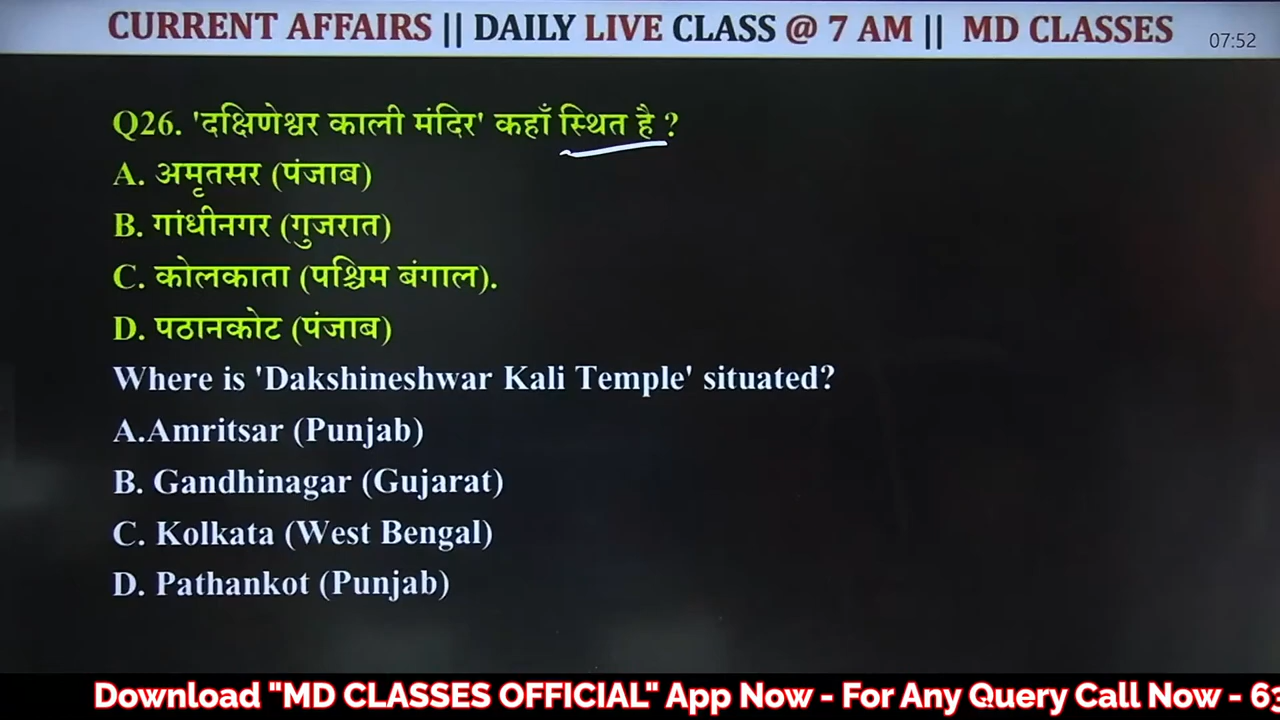 CURRENT AFFAIRS || DAILY LIVE CLASS @ 7 AM || MD CLASSES
07:52
Q26. 'दक्षिणेश्वर काली मंदिर' कहाँ स्थित है ?
A. अमृतसर (पंजाब)
B. गांधीनगर (गुजरात)
C. कोलकाता (पश्चिम बंगाल).
D. पठानकोट (पंजाब)
Where is 'Dakshineshwar Kali Temple' situated?
A.Amritsar (Punjab)
B. Gandhinagar (Gujarat)
C. Kolkata (West Bengal)
D. Pathankot (Punjab)
Download "MD CLASSES OFFICIAL" App Now - For Any Query Call Now - 63